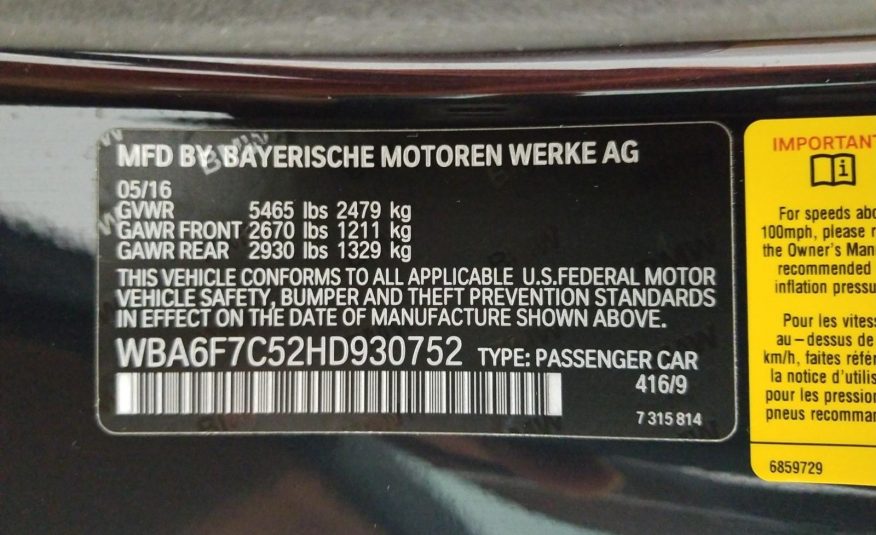 MFD BY BAYERISCHE MOTOREN WERKE AG
05/16
GVWR 5465 lbs 2479 kg
GAWR FRONT 2670 lbs 1211 kg
GAWR REAR 2930 lbs 1329 kg
THIS VEHICLE CONFORMS TO ALL APPLICABLE U.S.FEDERAL MOTOR
VEHICLE SAFETY, BUMPER AND THEFT PREVENTION STANDARDS
IN EFFECT ON THE DATE OF MANUFACTURE SHOWN ABOVE.
WBA6F7C52HD930752 TYPE: PASSENGER CAR
416/9
7 315 814
IMPORTANT
For speeds abo
100mph, please r
the Owner's Man
recommended
inflation pressu
Pour les vitess
au – dessus de
km/h, faites référ
la notice d'utilis
pour les pression
pneus recomman
6859729